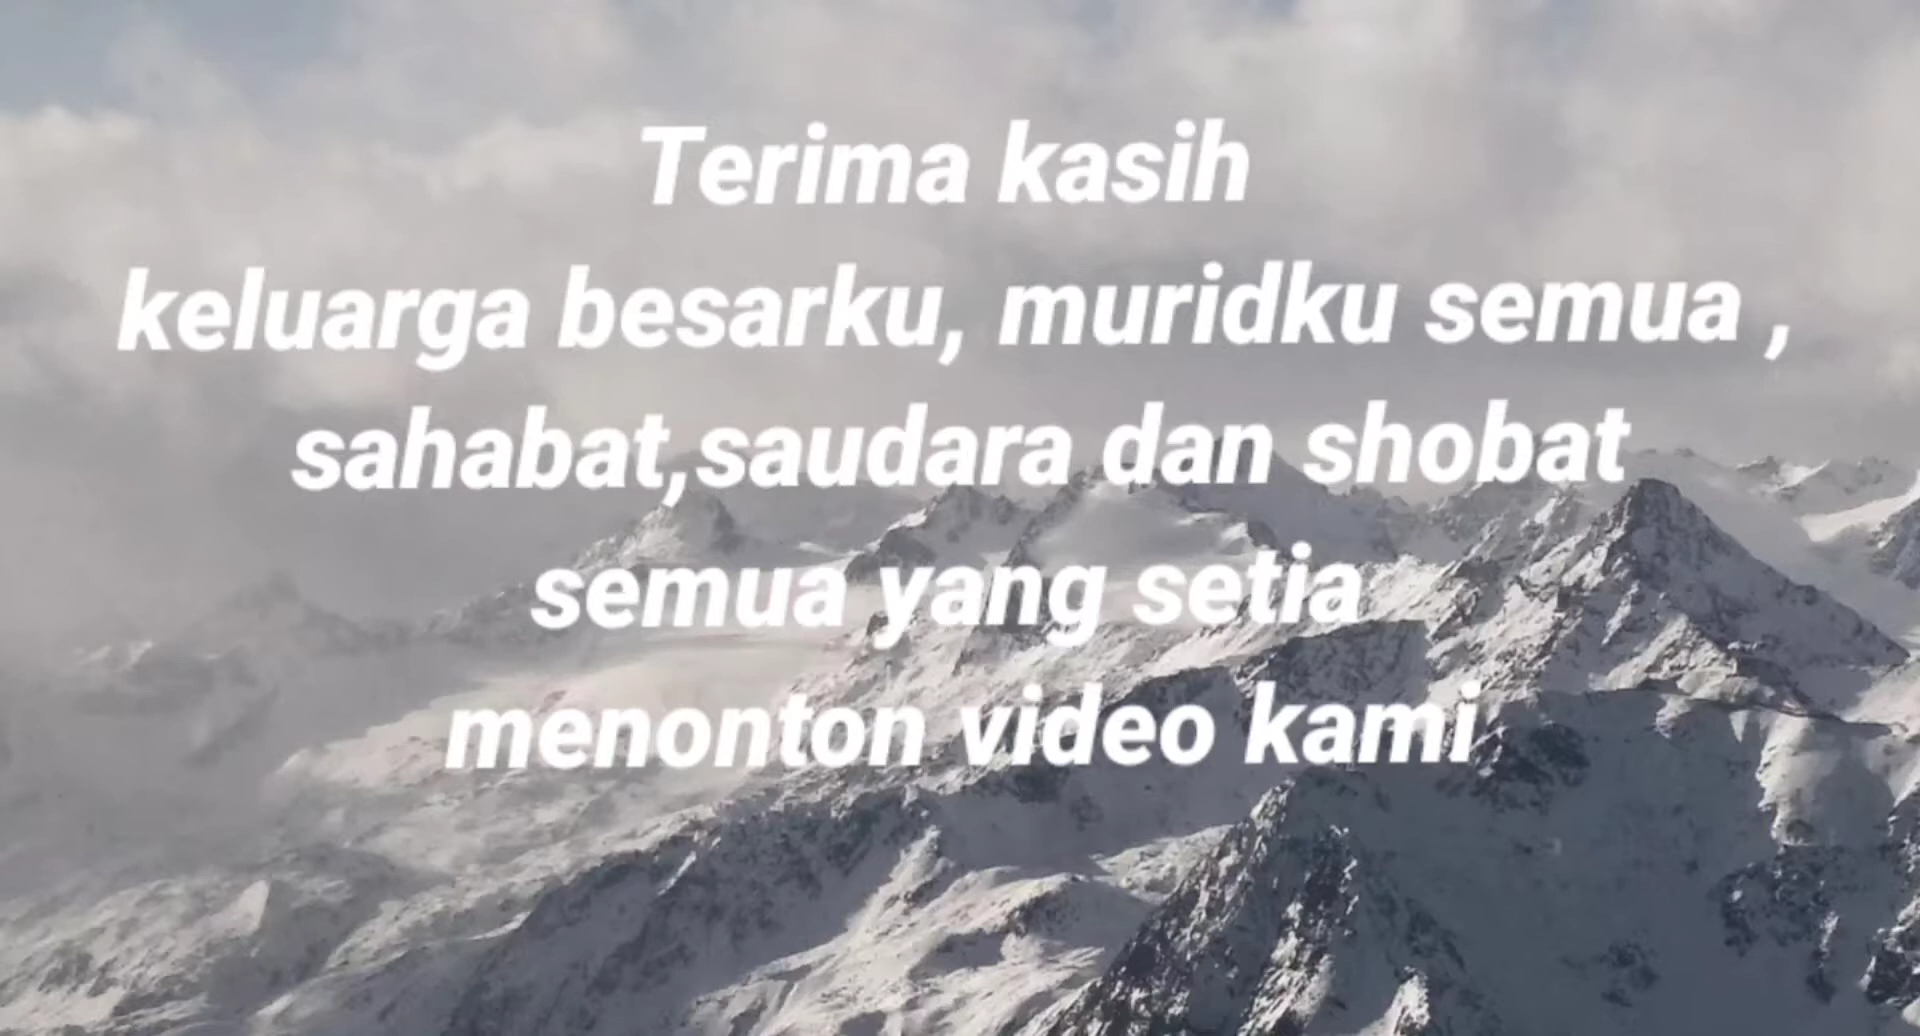 Terima kasih
keluarga besarku, muridku semua ,
sahabat,saudara dan shobat
semua yang setia
menonton video kami